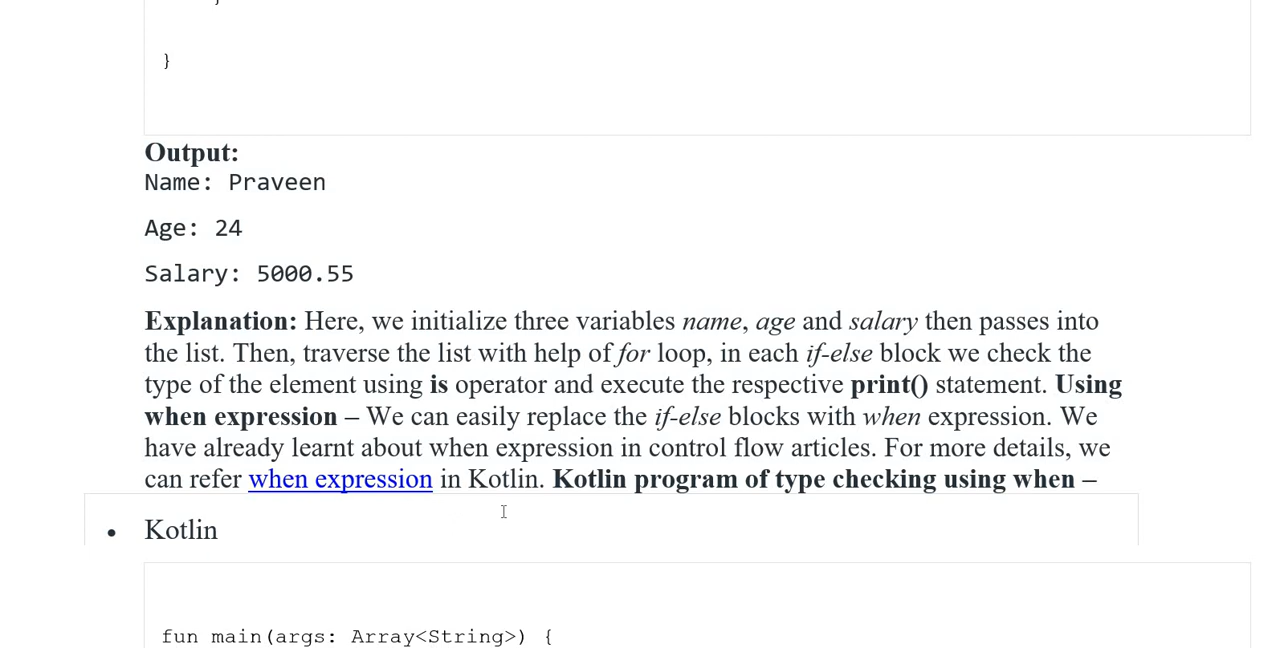 }
Output:
Name: Praveen
Age: 24
Salary: 5000.55
Explanation: Here, we initialize three variables name, age and salary then passes into
the list. Then, traverse the list with help of for loop, in each if-else block we check the
type of the element using is operator and execute the respective print() statement. Using
when expression – We can easily replace the if-else blocks with when expression. We
have already learnt about when expression in control flow articles. For more details, we
can refer when expression in Kotlin. Kotlin program of type checking using when –
• Kotlin
fun main(args: Array<String>) {